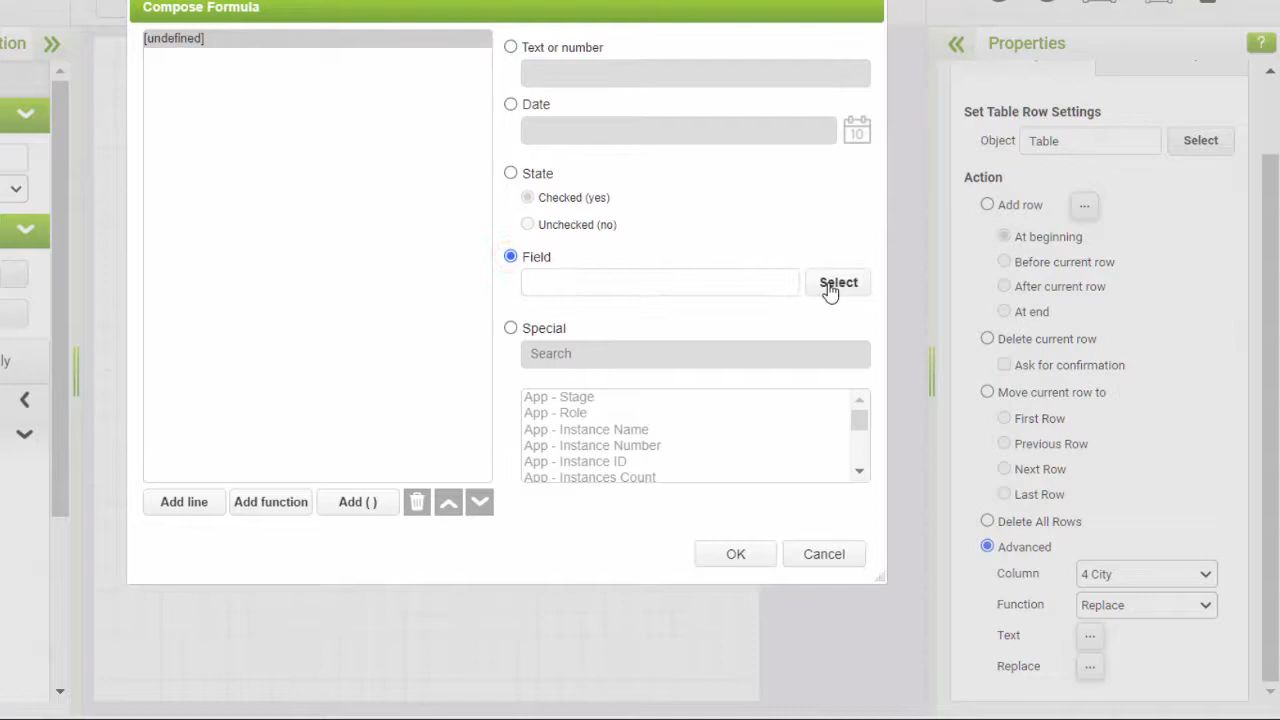 Compose Formula
tion
[undefined]
Text or number
Date
10
State
Checked (yes)
Unchecked (no)
Field
Select
Special
Search
App - Stage
App - Role
App - Instance Name
App - Instance Number
App - Instance ID
App - Instances Count
Add line
Add function
Add ( )
OK
Cancel
ly
Properties
?
Set Table Row Settings
Object
Table
Select
Action
Add row
...
At beginning
Before current row
After current row
At end
Delete current row
Ask for confirmation
Move current row to
First Row
Previous Row
Next Row
Last Row
Delete All Rows
Advanced
Column
4 City
Function
Replace
Text
...
Replace
...